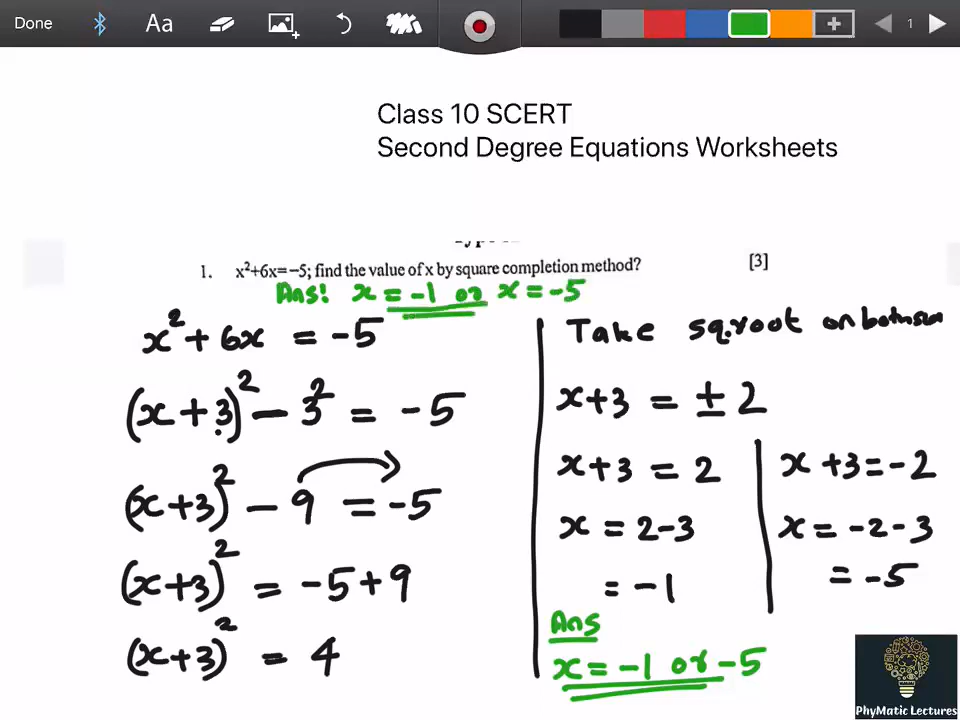 Done
Aa
1
Class 10 SCERT
Second Degree Equations Worksheets
1. x²+6x=−5; find the value of x by square completion method? [3]
Ans! x = -1 or x = -5
x² + 6x = -5
(x+3)² - 3² = -5
(x+3)² - 9 = -5
(x+3)² = -5+9
(x+3)² = 4
Take sq.root on both
x+3 = ± 2
x+3 = 2
x = 2-3
= -1
x +3 = -2
x = -2-3
= -5
Ans
x = -1 or -5
PhyMatic Lectures